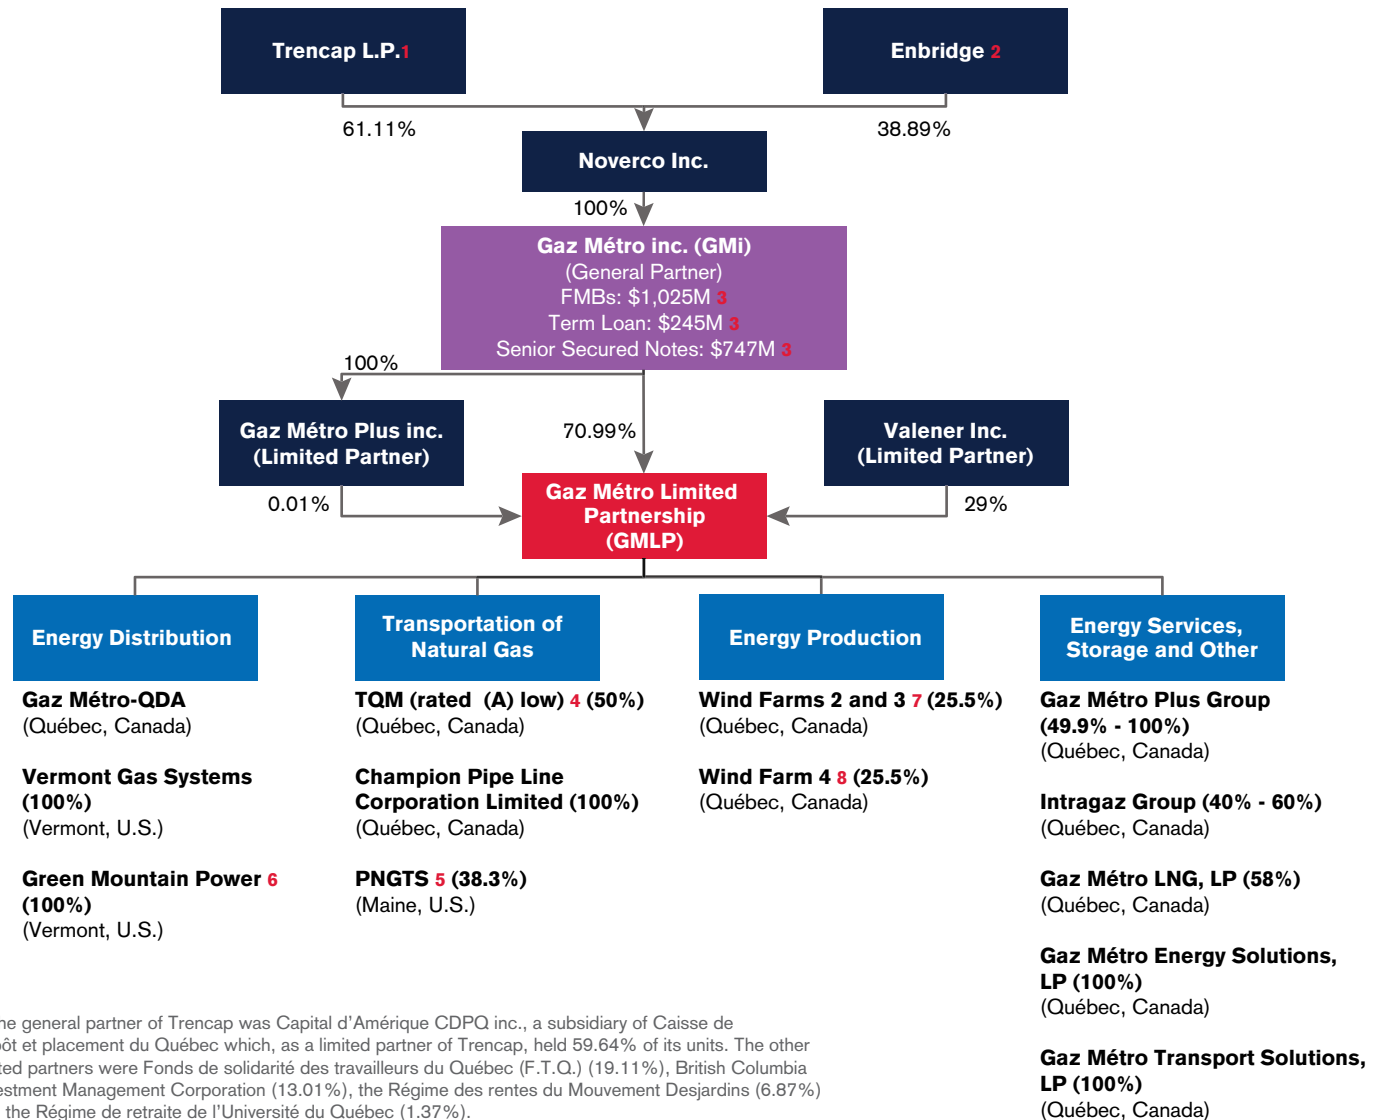 Trencap L.P.1
Enbridge 2
61.11%
38.89%
Noverco Inc.
100%
Gaz Métro inc. (GMi)
(General Partner)
FMBs: $1,025M 3
Term Loan: $245M 3
Senior Secured Notes: $747M 3
100%
Gaz Métro Plus inc.
(Limited Partner)
70.99%
Valener Inc.
(Limited Partner)
0.01%
Gaz Métro Limited
Partnership
(GMLP)
29%
Energy Distribution
Gaz Métro-QDA
(Québec, Canada)
Vermont Gas Systems
(100%)
(Vermont, U.S.)
Green Mountain Power 6
(100%)
(Vermont, U.S.)
Transportation of
Natural Gas
TQM (rated (A) low) 4 (50%)
(Québec, Canada)
Champion Pipe Line
Corporation Limited (100%)
(Québec, Canada)
PNGTS 5 (38.3%)
(Maine, U.S.)
Energy Production
Wind Farms 2 and 3 7 (25.5%)
(Québec, Canada)
Wind Farm 4 8 (25.5%)
(Québec, Canada)
Energy Services,
Storage and Other
Gaz Métro Plus Group
(49.9% - 100%)
(Québec, Canada)
Intragaz Group (40% - 60%)
(Québec, Canada)
Gaz Métro LNG, LP (58%)
(Québec, Canada)
Gaz Métro Energy Solutions,
LP (100%)
(Québec, Canada)
Gaz Métro Transport Solutions,
LP (100%)
(Québec, Canada)
he general partner of Trencap was Capital d'Amérique CDPQ inc., a subsidiary of Caisse de
ôt et placement du Québec which, as a limited partner of Trencap, held 59.64% of its units. The other
ted partners were Fonds de solidarité des travailleurs du Québec (F.T.Q.) (19.11%), British Columbia
estment Management Corporation (13.01%), the Régime des rentes du Mouvement Desjardins (6.87%)
the Régime de retraite de l'Université du Québec (1.37%).